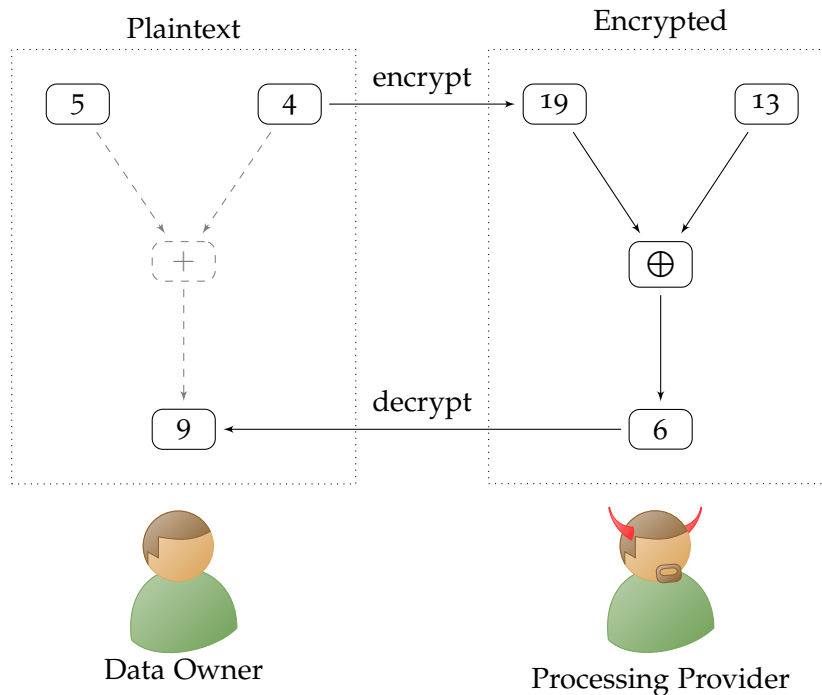 Plaintext
Encrypted
5
4
encrypt
19
13
+
⊕
decrypt
9
6
Data Owner
Processing Provider